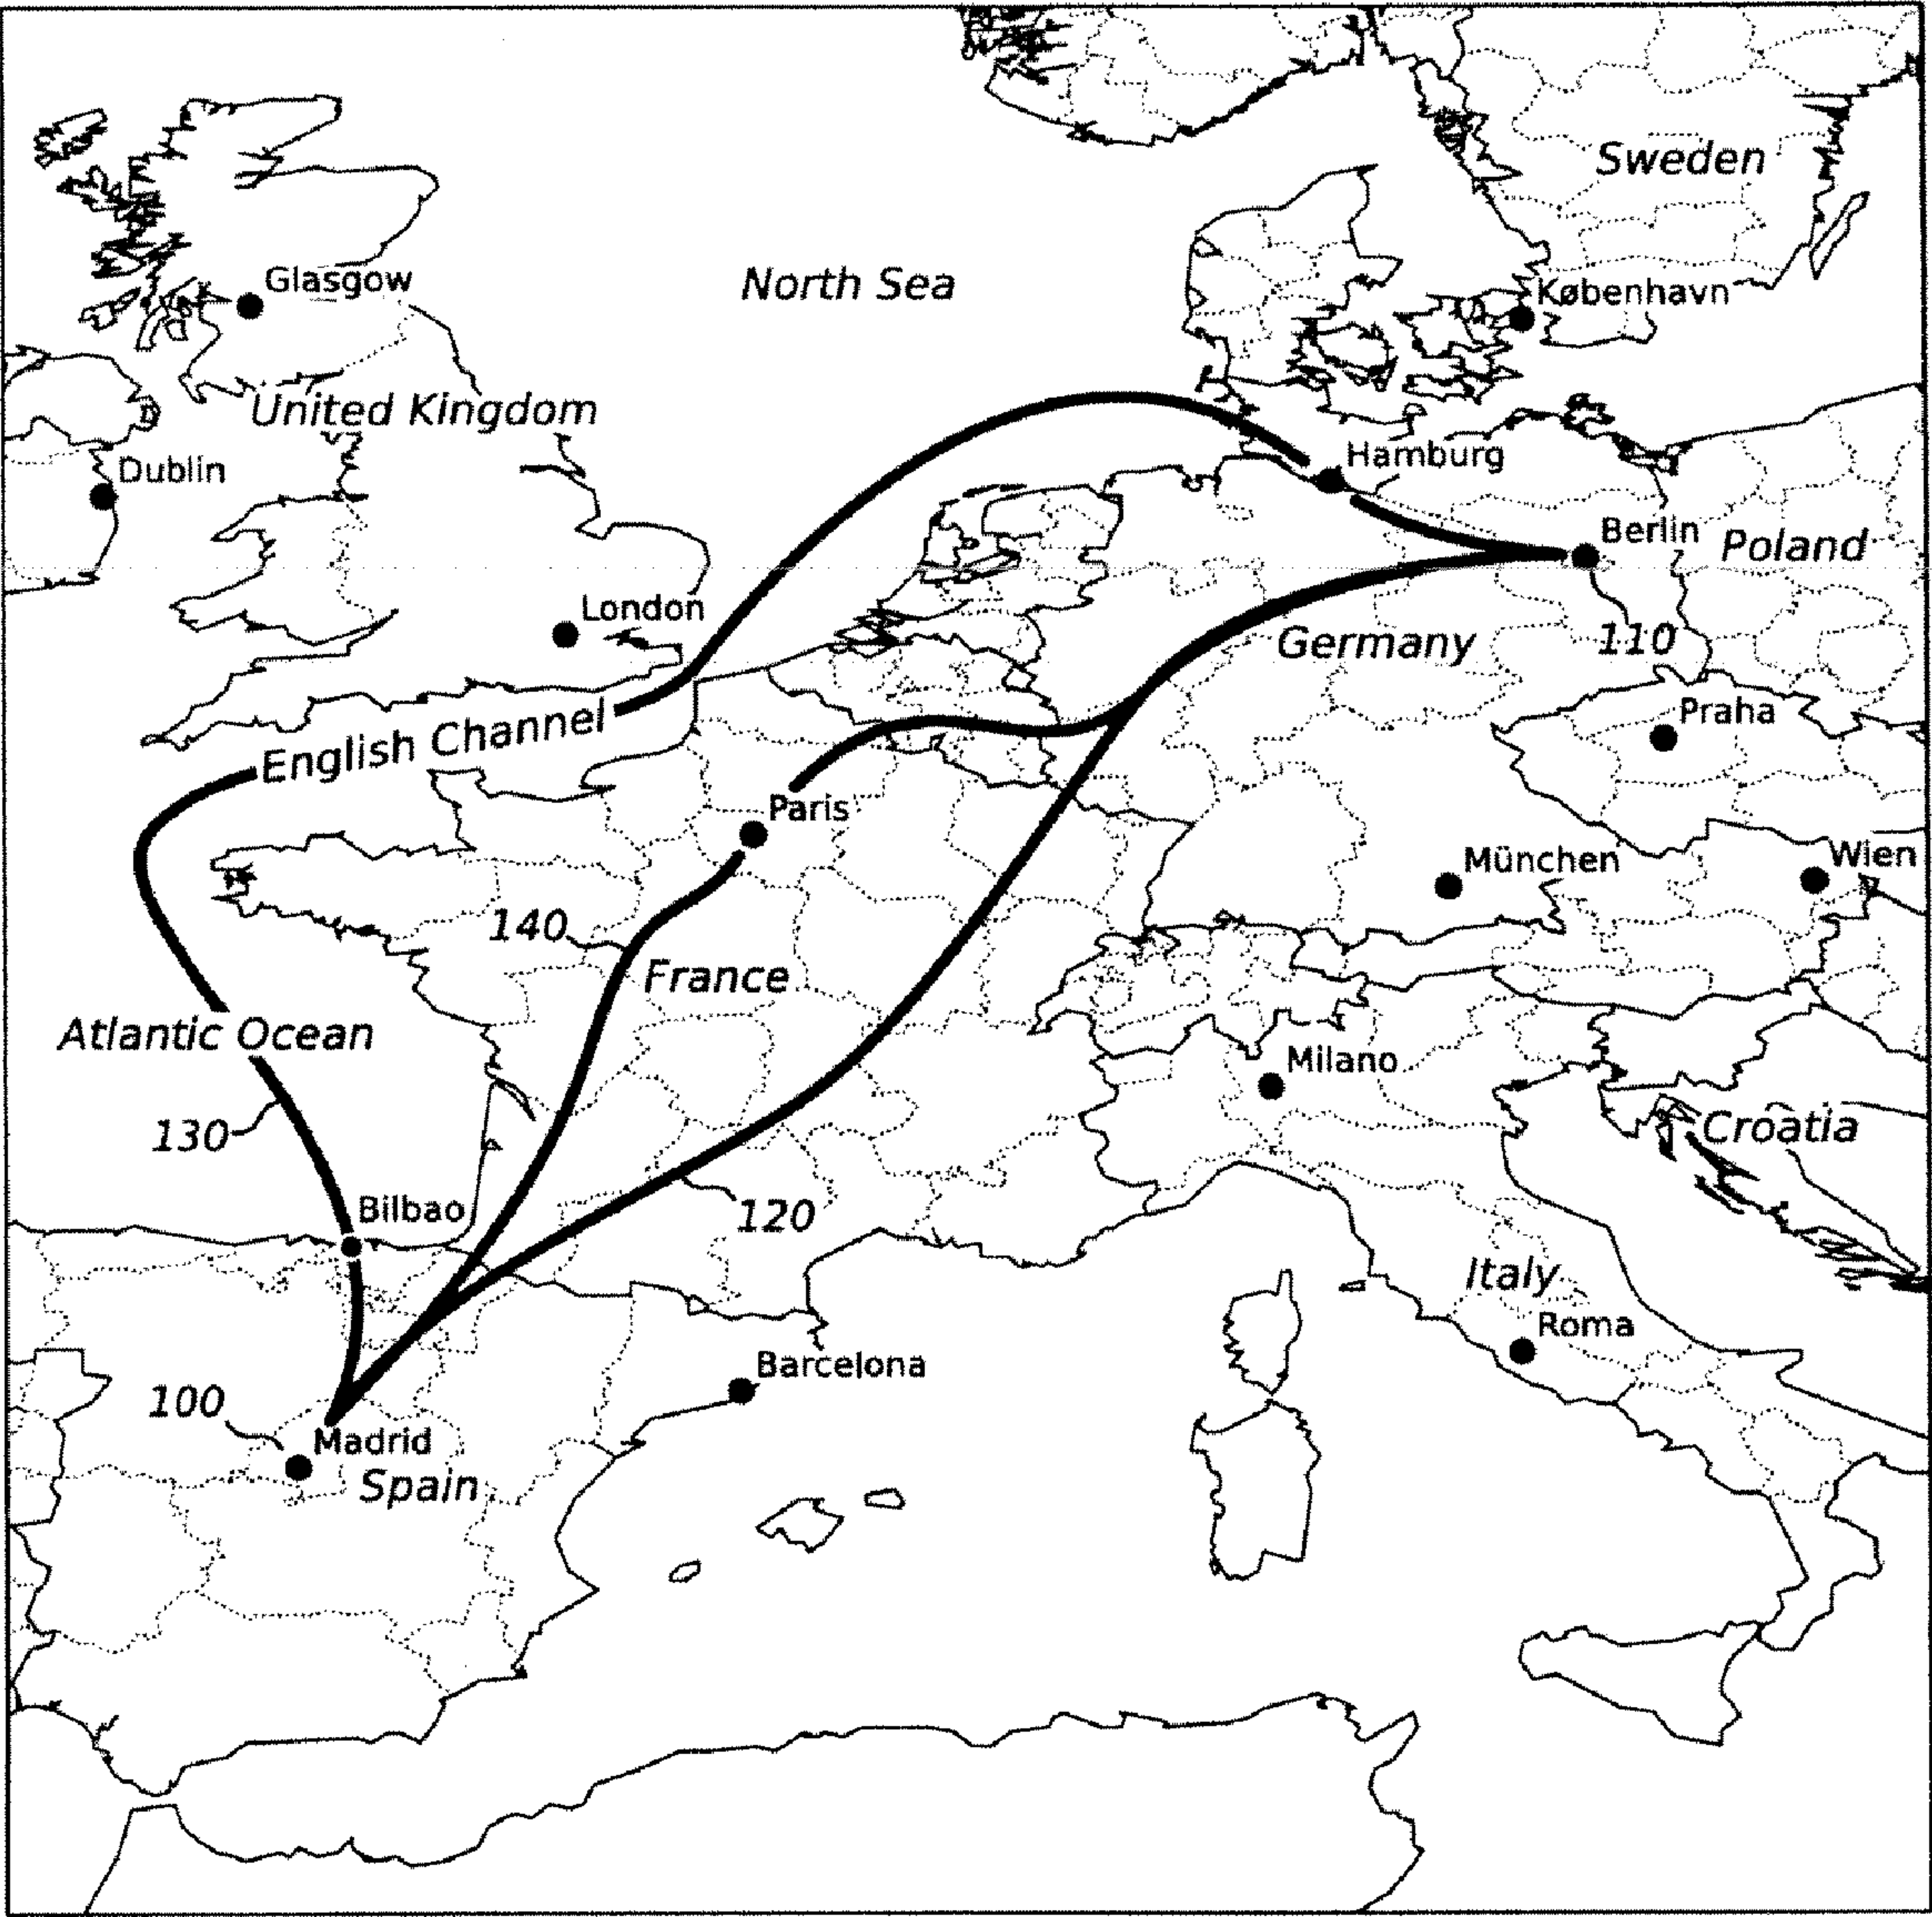 Sweden
Glasgow
North Sea
København
United Kingdom
Hamburg
Dublin
Berlin
Poland
London
Germany
110
English Channel
Praha
Paris
München
Wien
140
France
Atlantic Ocean
Milano
130
Croatia
Bilbao
120
Italy
Roma
Barcelona
100
Madrid
Spain